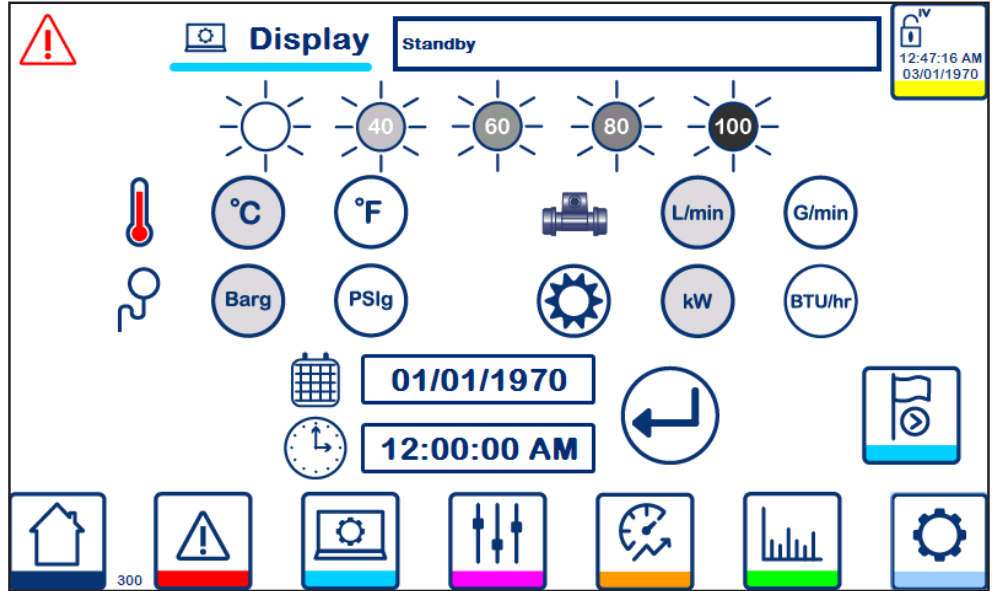 Display
Standby
IV
12:47:16 AM
03/01/1970
40
60
80
100
°C
°F
L/min
G/min
Barg
PSIg
kW
BTU/hr
01/01/1970
12:00:00 AM
300